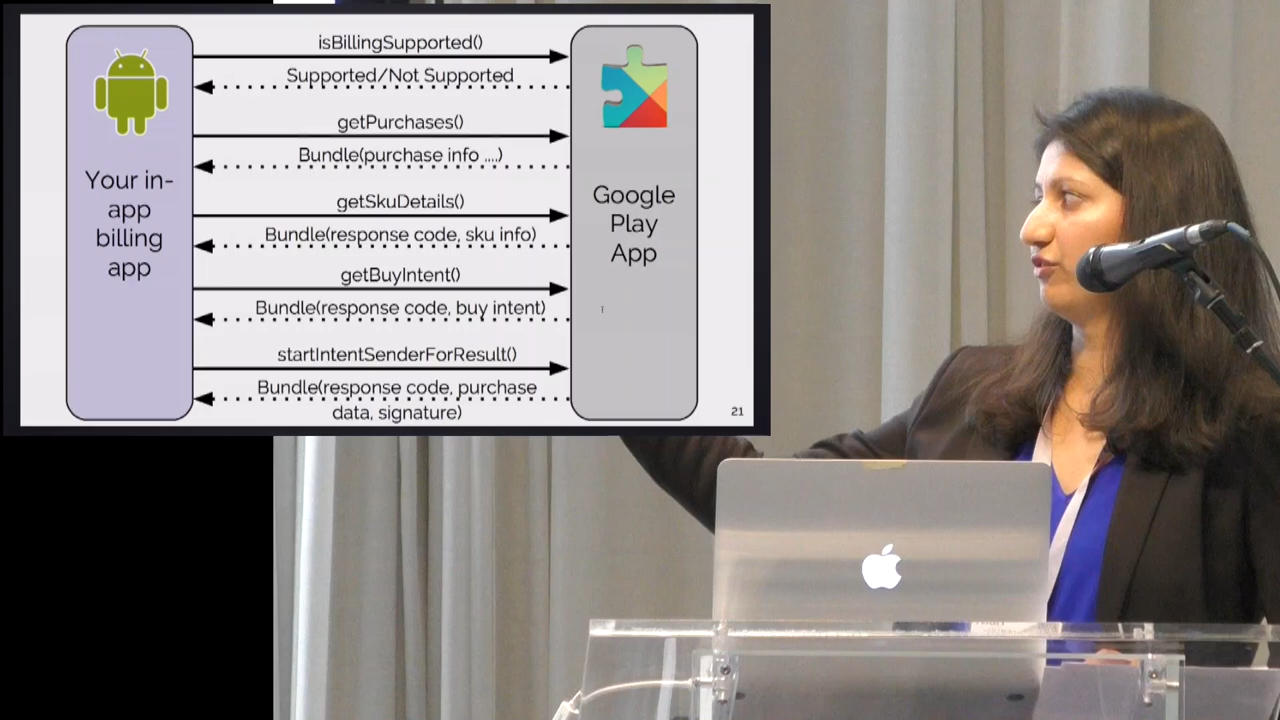 isBillingSupported()
Supported/Not Supported
getPurchases()
Bundle(purchase info ....)
getSkuDetails()
Bundle(response code, sku info)
getBuyIntent()
Bundle(response code, buy intent)
startIntentSenderForResult()
Bundle(response code, purchase
data, signature)
Your in-
app
billing
app
Google
Play
App
21